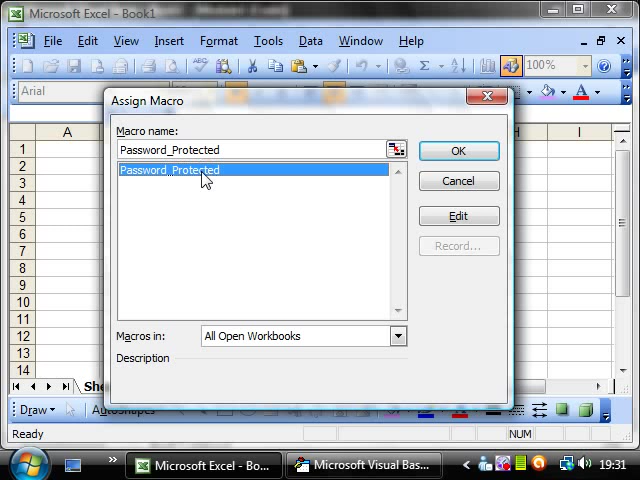 Microsoft Excel - Book1
File Edit View Insert Format Tools Data Window Help
100%
Arial
Assign Macro
Macro name:
Password_Protected
Password_Protected
OK
Cancel
Edit
Record...
Macros in: All Open Workbooks
Description
A H I
1
2
3
4
5
6
7
8
9
10
11
12
13
14
She
Draw AutoShapes
Ready NUM
Microsoft Excel - Bo... Microsoft Visual Bas... 19:31